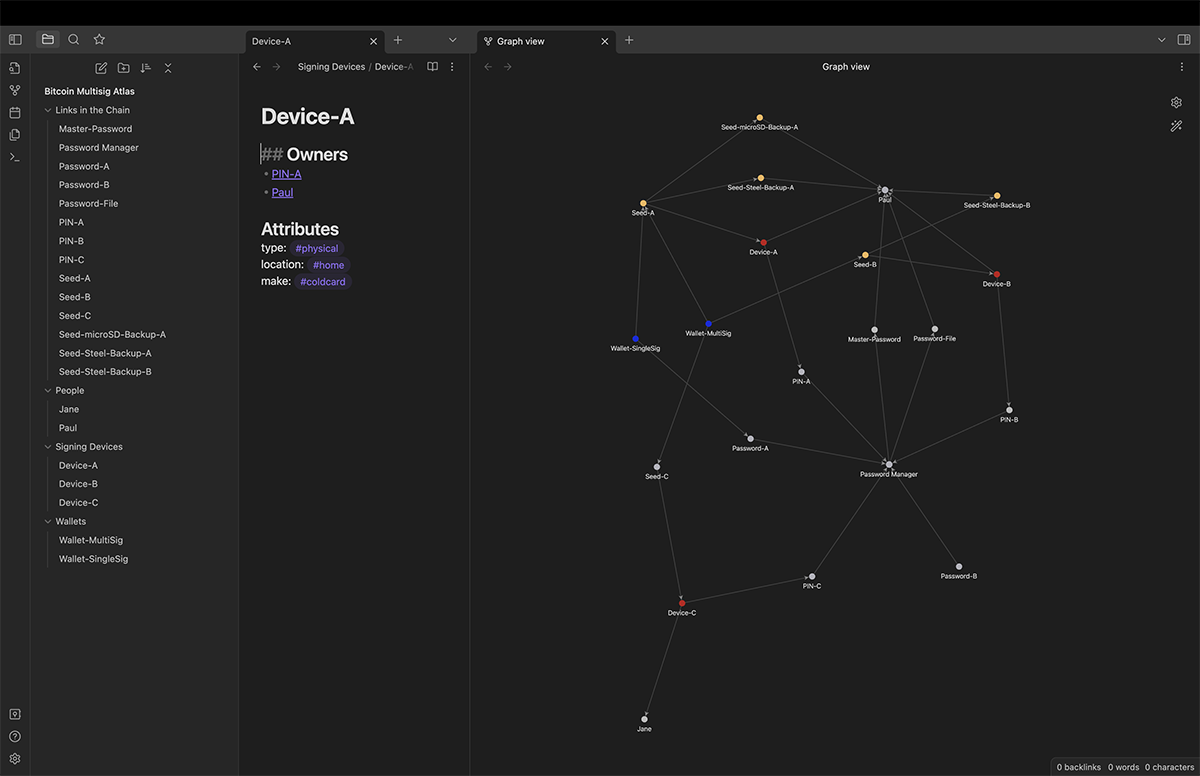 Device-A
Graph view
Signing Devices / Device-A
Graph view
Bitcoin Multisig Atlas
Links in the Chain
Master-Password
Password Manager
Password-A
Password-B
Password-File
PIN-A
PIN-B
PIN-C
Seed-A
Seed-B
Seed-C
Seed-microSD-Backup-A
Seed-Steel-Backup-A
Seed-Steel-Backup-B
People
Jane
Paul
Signing Devices
Device-A
Device-B
Device-C
Wallets
Wallet-MultiSig
Wallet-SingleSig
Device-A
## Owners
• PIN-A
• Paul
Attributes
type: #physical
location: #home
make: #coldcard
Seed-microSD-Backup-A
Seed-Steel-Backup-A
Paul
Seed-Steel-Backup-B
Seed-A
Device-A
Seed-B
Device-B
Wallet-MultiSig
Wallet-SingleSig
Master-Password
Password-File
PIN-A
PIN-B
Password-A
Seed-C
Password Manager
Password-B
PIN-C
Device-C
Jane
0 backlinks 0 words 0 characters